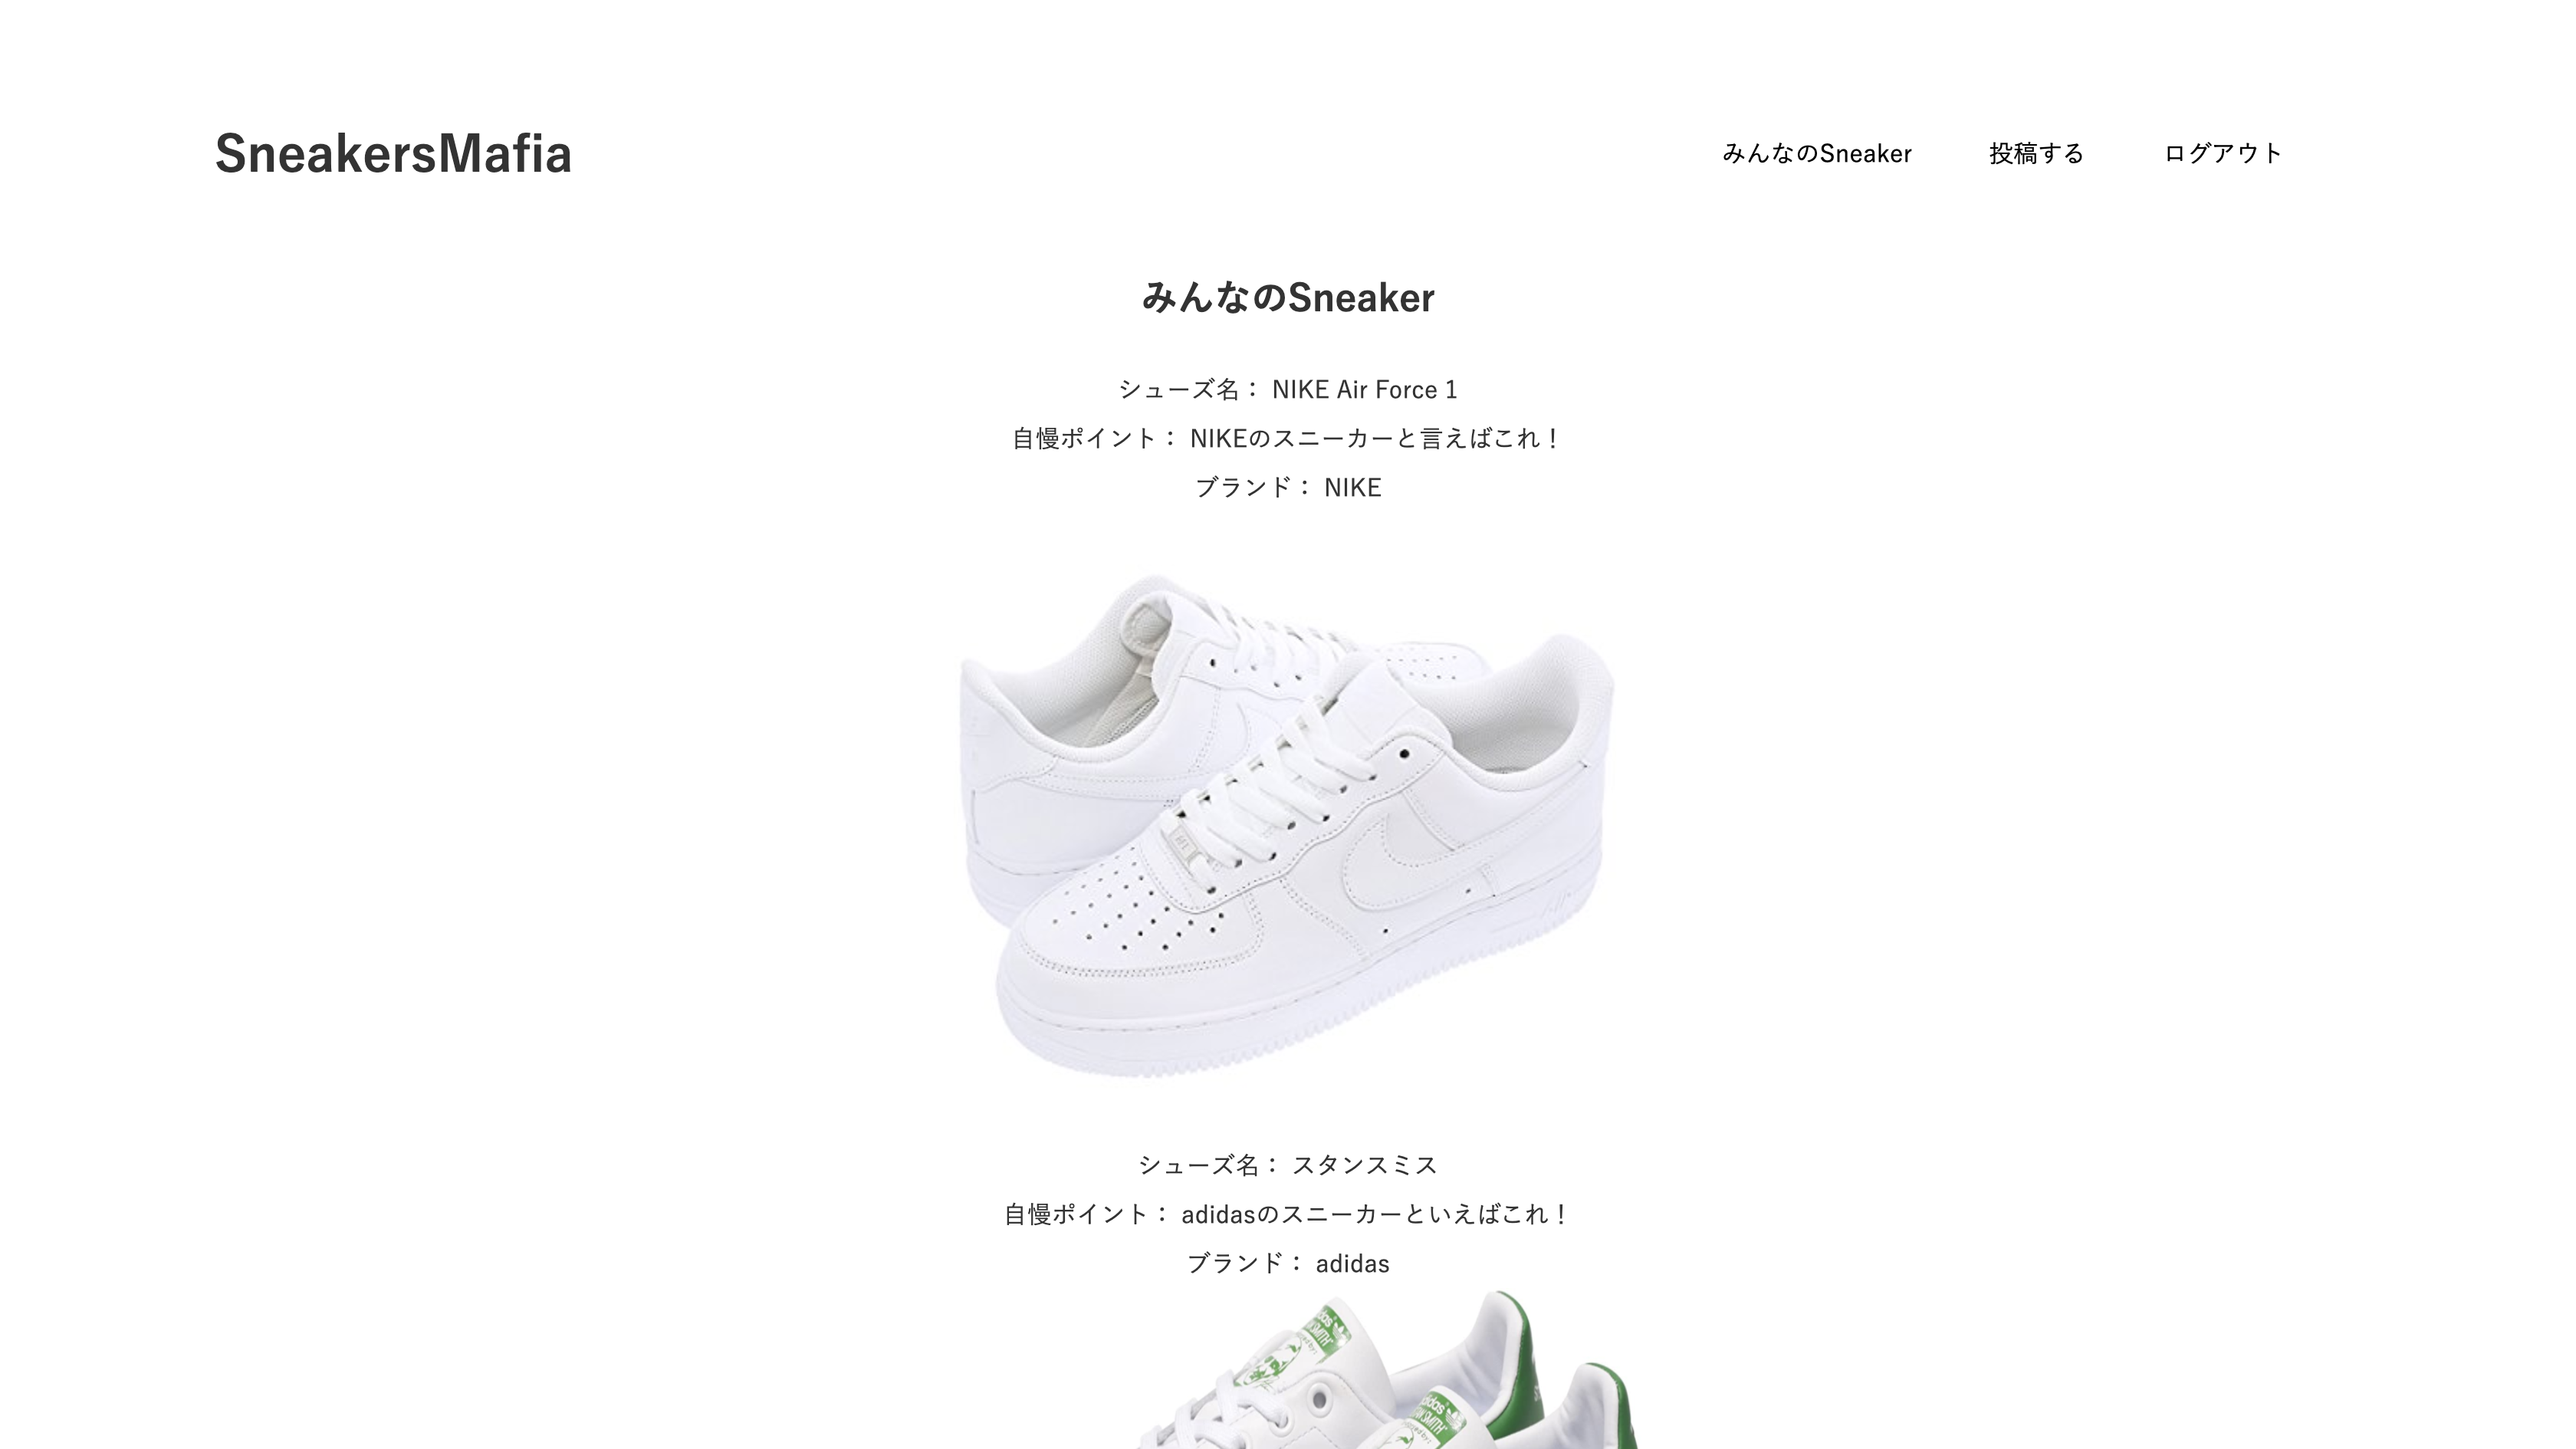 SneakersMafia
みんなのSneaker 投稿する ログアウト
みんなのSneaker
シューズ名： NIKE Air Force 1
自慢ポイント： NIKEのスニーカーと言えばこれ！
ブランド： NIKE
シューズ名： スタンスミス
自慢ポイント： adidasのスニーカーといえばこれ！
ブランド： adidas